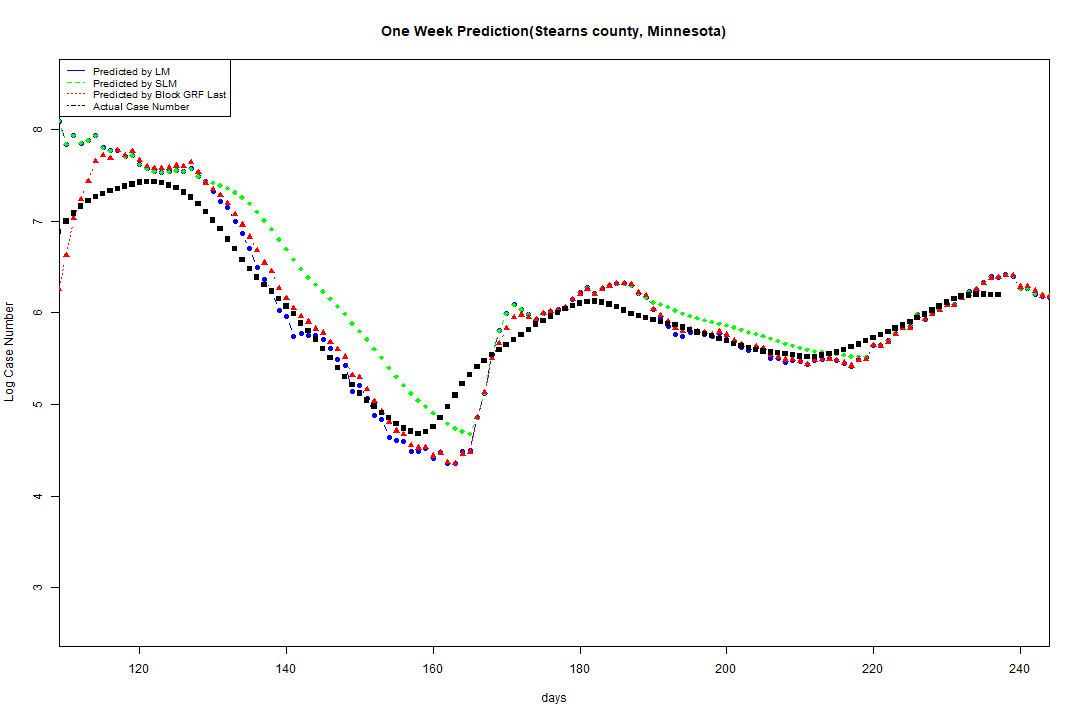 One Week Prediction(Stearns county, Minnesota)
Predicted by LM
Predicted by SLM
Predicted by Block GRF Last
Actual Case Number
8
7
6
5
4
3
Log Case Number
120 140 160 180 200 220 240
days